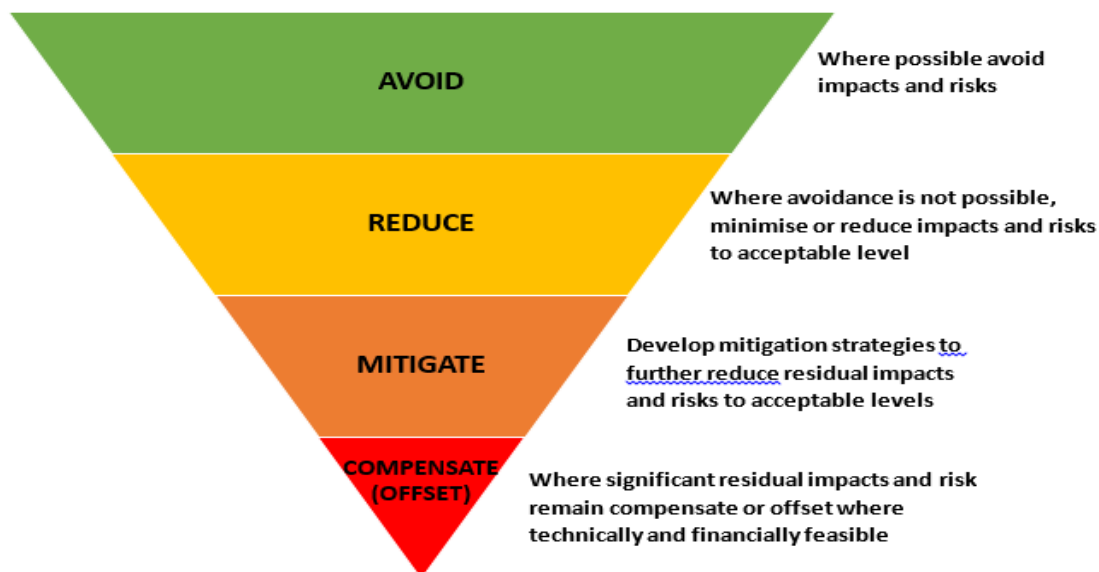 AVOID
Where possible avoid
impacts and risks
REDUCE
Where avoidance is not possible,
minimise or reduce impacts and risks
to acceptable level
MITIGATE
Develop mitigation strategies to
further reduce residual impacts
and risks to acceptable levels
COMPENSATE
(OFFSET)
Where significant residual impacts and risk
remain compensate or offset where
technically and financially feasible